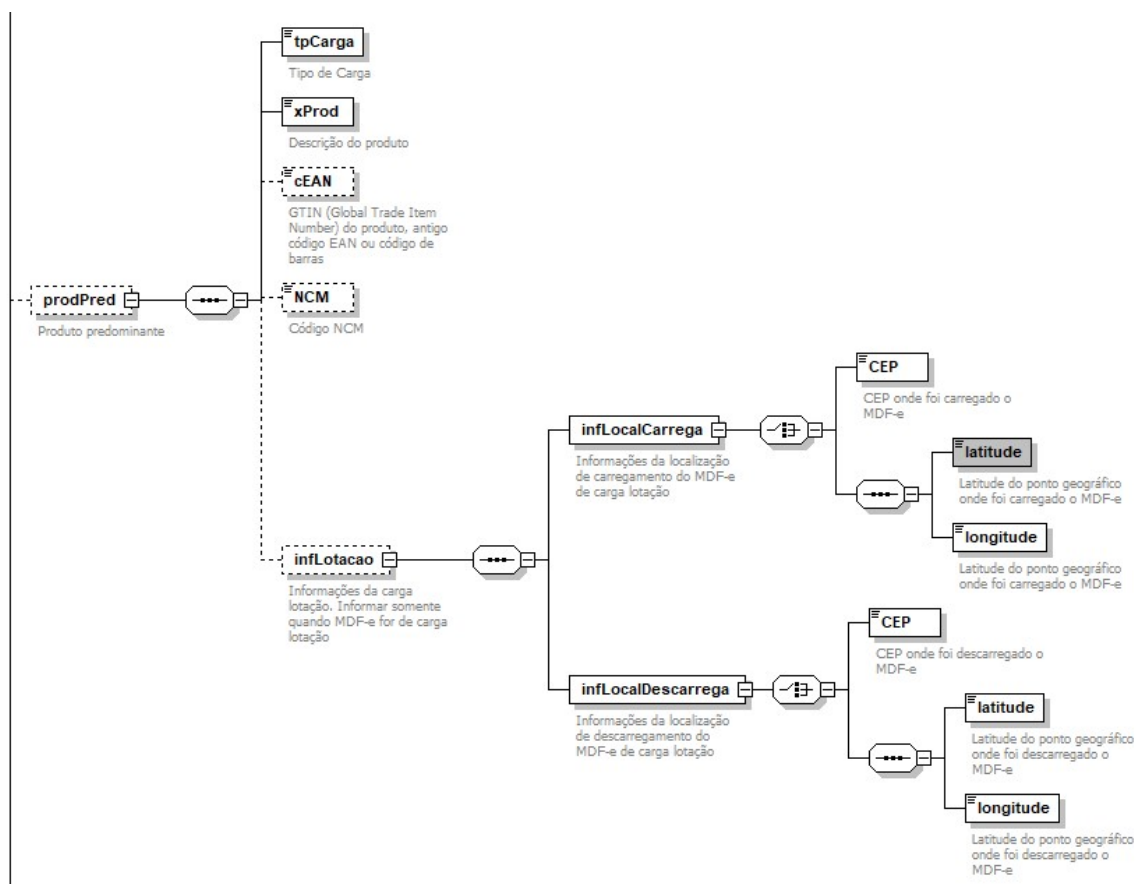 tpCarga
Tipo de Carga
xProd
Descrição do produto
cEAN
GTIN (Global Trade Item
Number) do produto, antigo
código EAN ou código de
barras
prodPred
Produto predominante
NCM
Código NCM
infLotacao
Informações da carga
lotação. Informar somente
quando MDF-e for de carga
lotação
infLocalCarrega
Informações da localização
de carregamento do MDF-e
de carga lotação
CEP
CEP onde foi carregado o
MDF-e
latitude
Latitude do ponto geográfico
onde foi carregado o MDF-e
longitude
Latitude do ponto geográfico
onde foi carregado o MDF-e
infLocalDescarrega
Informações da localização
de descarregamento do
MDF-e de carga lotação
CEP
CEP onde foi descarregado o
MDF-e
latitude
Latitude do ponto geográfico
onde foi descarregado o
MDF-e
longitude
Latitude do ponto geográfico
onde foi descarregado o
MDF-e